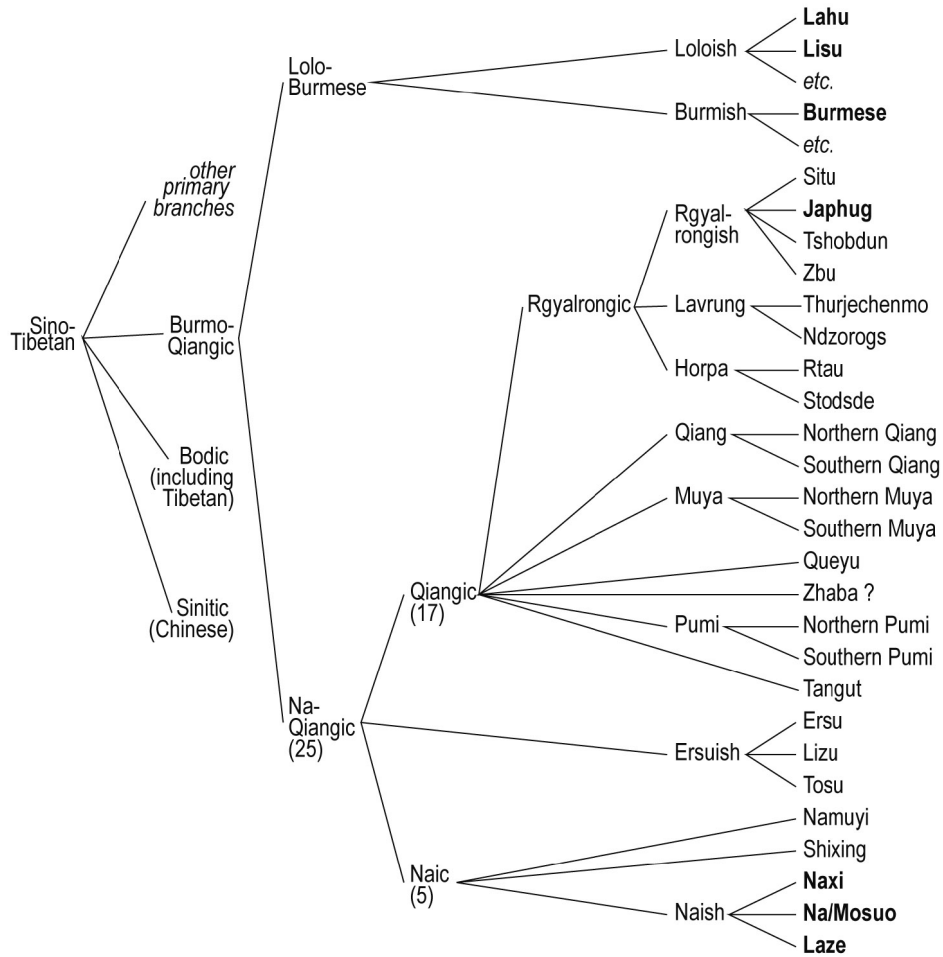 Sino-
Tibetan
other
primary
branches
Burmo-
Qiangic
Bodic
(including
Tibetan)
Sinitic
(Chinese)
Lolo-
Burmese
Na-
Qiangic
(25)
Loloish
Burmish
Lahu
Lisu
etc.
Burmese
etc.
Qiangic
(17)
Rgyalrongic
Rgyal-
rongish
Situ
Japhug
Tshobdun
Zbu
Lavrung
Thurjechenmo
Ndzorogs
Horpa
Rtau
Stodsde
Qiang
Northern Qiang
Southern Qiang
Muya
Northern Muya
Southern Muya
Queyu
Zhaba ?
Pumi
Northern Pumi
Southern Pumi
Tangut
Ersuish
Ersu
Lizu
Tosu
Naic
(5)
Namuyi
Shixing
Naish
Naxi
Na/Mosuo
Laze